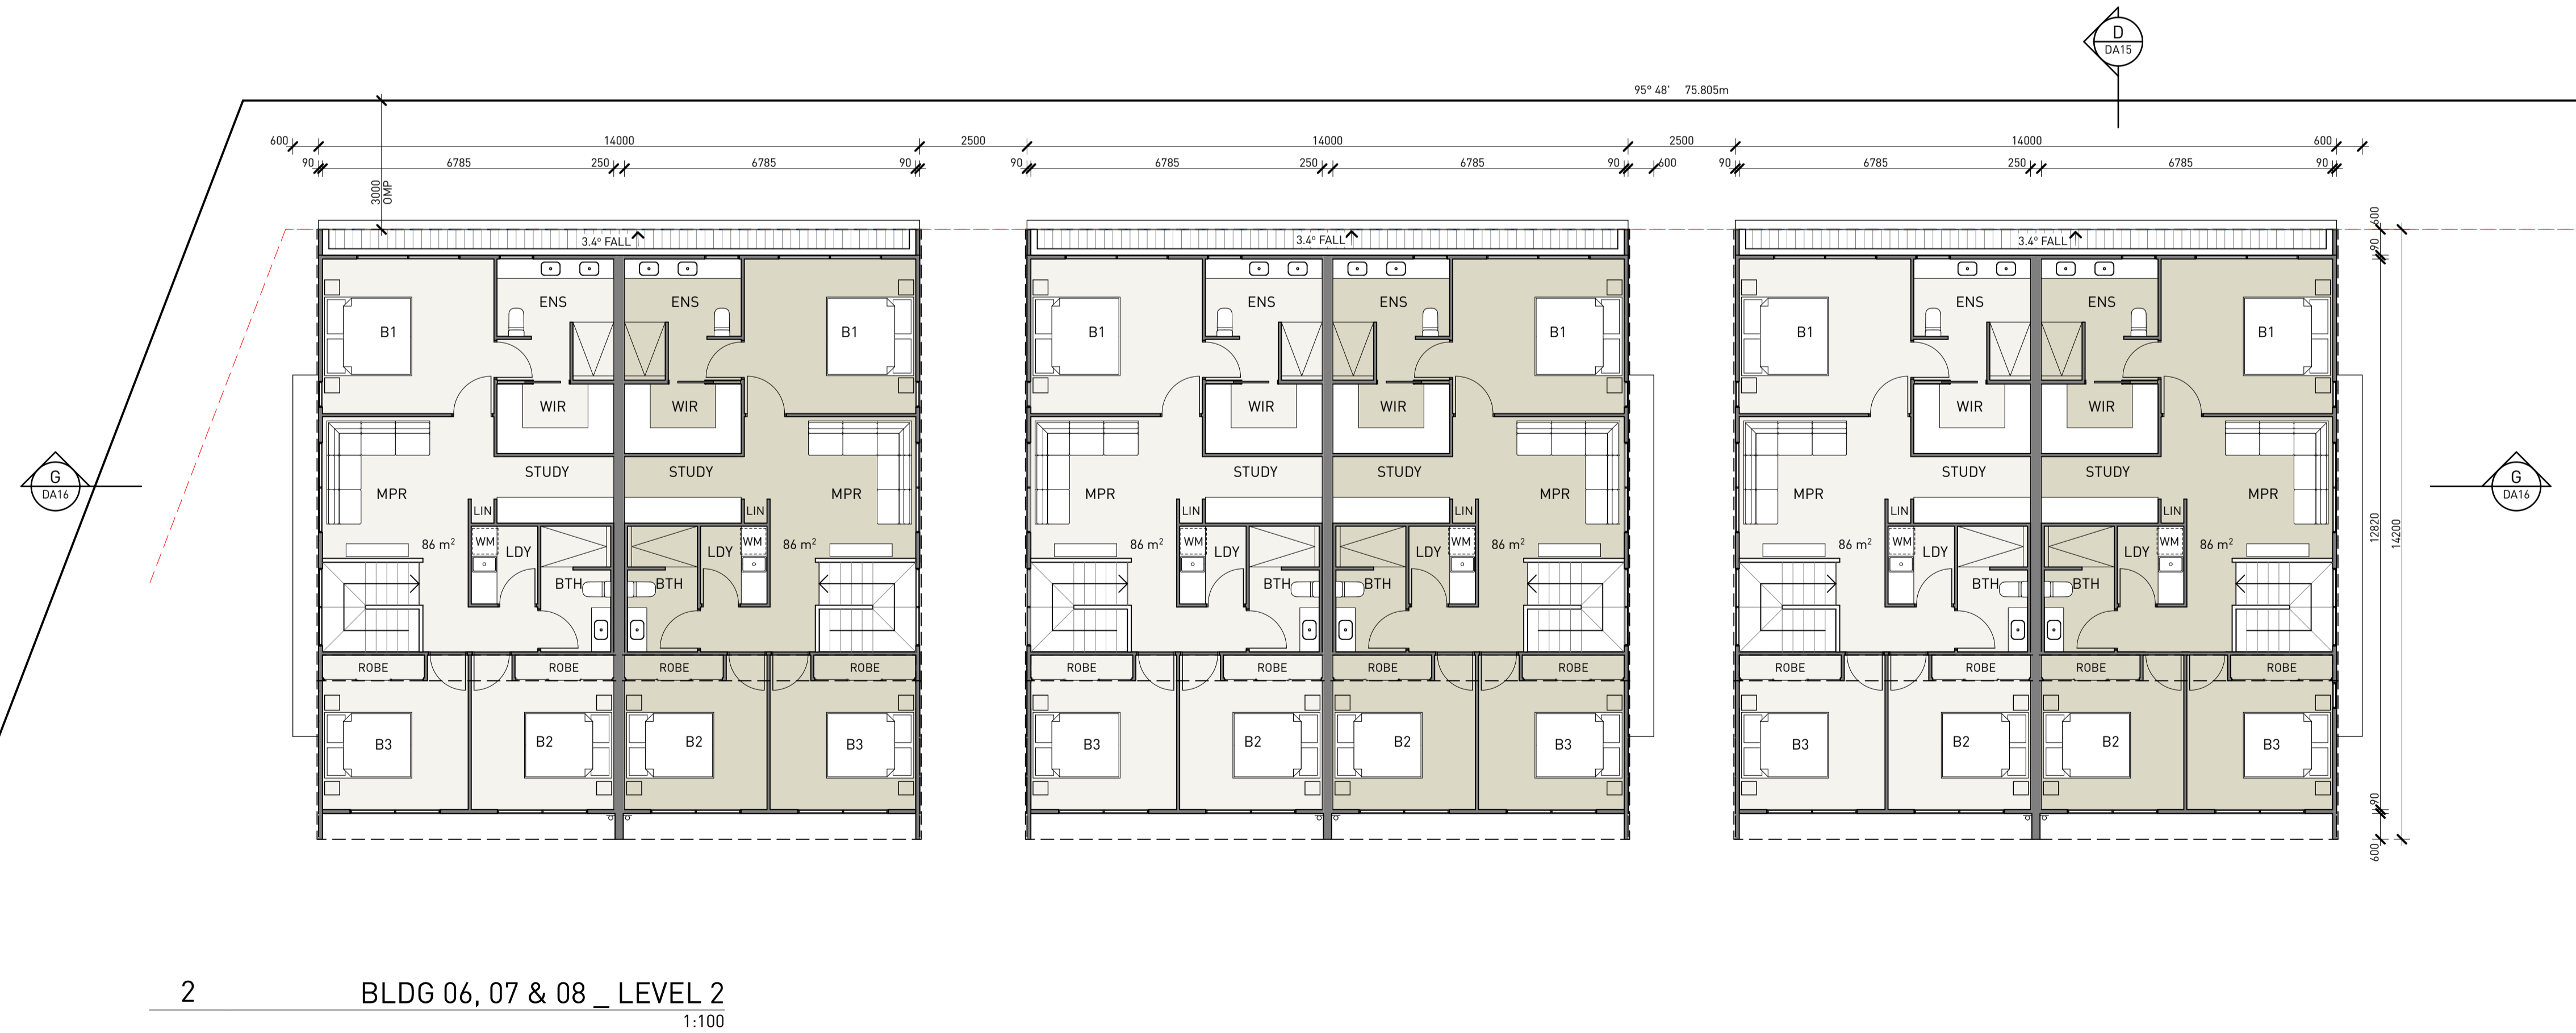 D
DA15
95° 48' 75.805m
600 14000 2500 14000 2500 14000 600
90 6785 250 6785 90 90 6785 250 6785 90 600 90 6785 250 6785 90
3000
OMP
600
90
12820
14200
90
600
3.4° FALL 3.4° FALL 3.4° FALL
ENS ENS ENS ENS ENS ENS
B1 B1 B1 B1 B1 B1
WIR WIR WIR WIR WIR WIR
STUDY STUDY STUDY STUDY STUDY STUDY
G
DA16
G
DA16
MPR MPR MPR MPR MPR MPR
LIN LIN LIN LIN LIN LIN
86 m² WM LDY LDY WM 86 m² 86 m² WM LDY LDY WM 86 m² 86 m² WM LDY LDY WM 86 m²
BTH BTH BTH BTH BTH BTH
ROBE ROBE ROBE ROBE ROBE ROBE ROBE ROBE ROBE ROBE ROBE ROBE
B3 B2 B2 B3 B3 B2 B2 B3 B3 B2 B2 B3
2 BLDG 06, 07 & 08 _ LEVEL 2
1:100